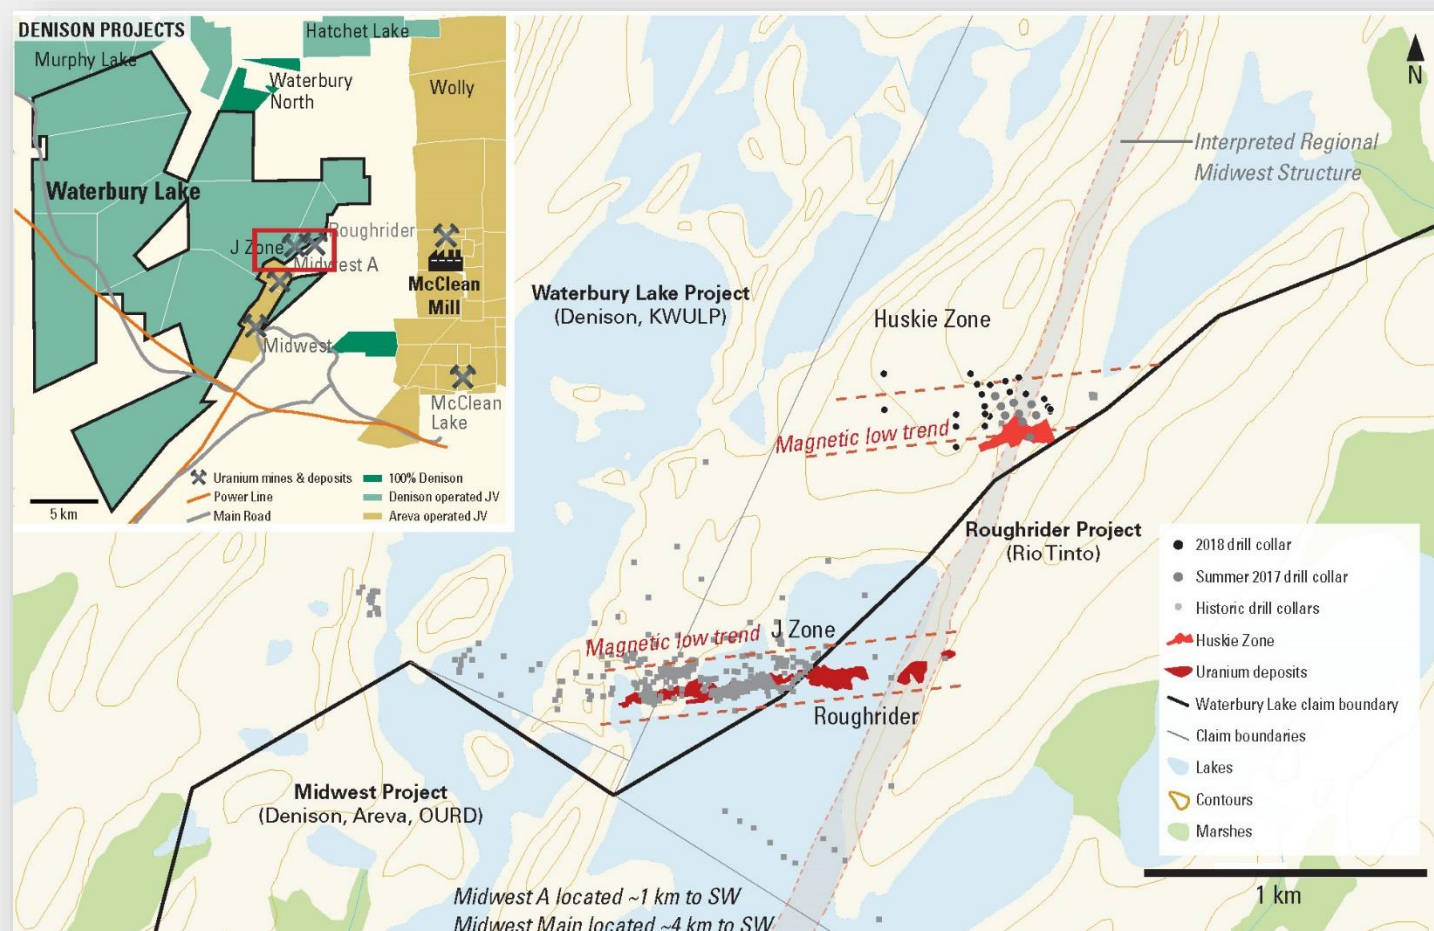 DENISON PROJECTS
Hatchet Lake
Murphy Lake
Waterbury
North
Wolly
Waterbury Lake
J Zone
Roughrider
Midwest A
McClean
Mill
Midwest
McClean
Lake
Uranium mines & deposits
100% Denison
Power Line
Denison operated JV
5 km
Main Road
Areva operated JV
N
Interpreted Regional
Midwest Structure
Waterbury Lake Project
(Denison, KWULP)
Huskie Zone
Magnetic low trend
Roughrider Project
(Rio Tinto)
Magnetic low trend
J Zone
Roughrider
Midwest Project
(Denison, Areva, OURD)
Midwest A located ~1 km to SW
Midwest Main located ~4 km to SW
2018 drill collar
Summer 2017 drill collar
Historic drill collars
Huskie Zone
Uranium deposits
Waterbury Lake claim boundary
Claim boundaries
Lakes
Contours
Marshes
1 km